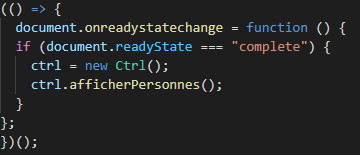 (() => {
  document.onreadystatechange = function () {
  if (document.readyState === "complete") {
    ctrl = new Ctrl();
    ctrl.afficherPersonnes();
  }
};
})();